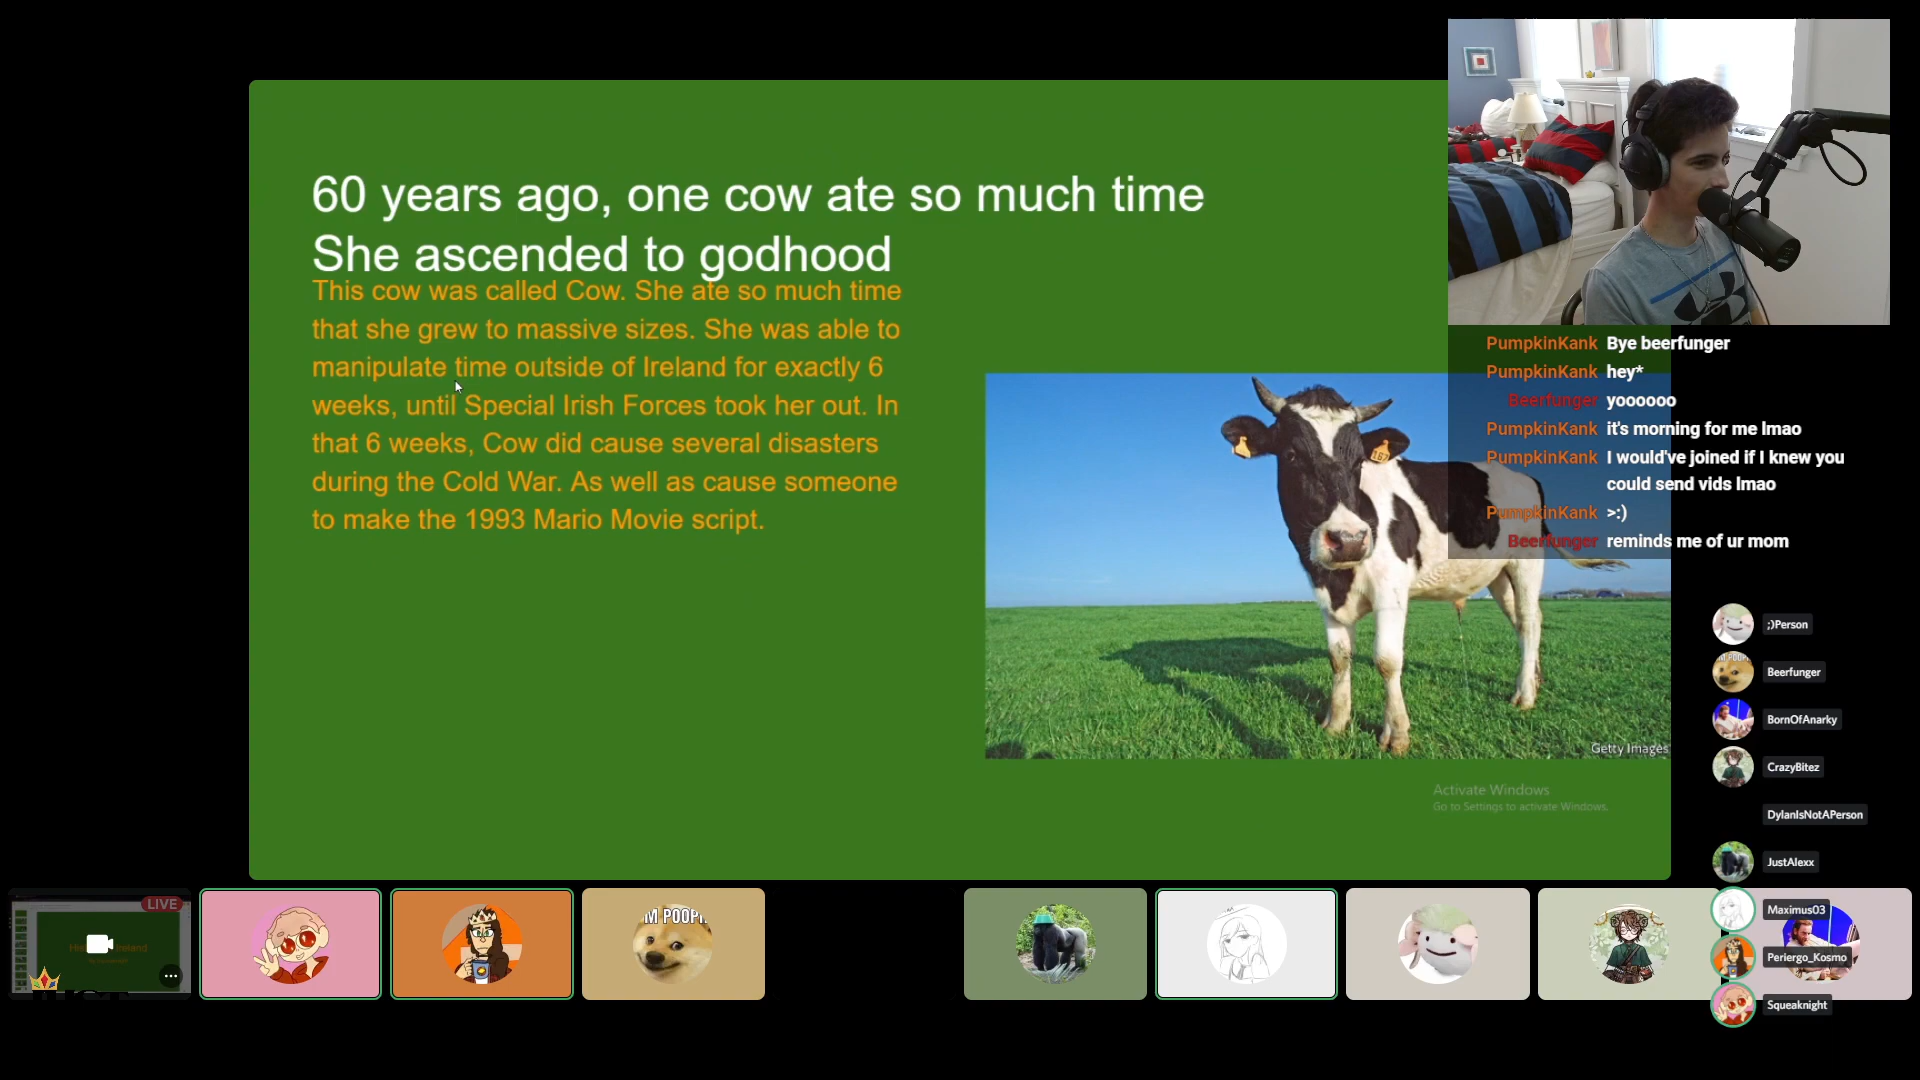 60 years ago, one cow ate so much time
She ascended to godhood
This cow was called Cow. She ate so much time
that she grew to massive sizes. She was able to
manipulate time outside of Ireland for exactly 6
weeks, until Special Irish Forces took her out. In
that 6 weeks, Cow did cause several disasters
during the Cold War. As well as cause someone
to make the 1993 Mario Movie script.
167
Getty Images
Activate Windows
Go to Settings to activate Windows.
PumpkinKank Bye beerfunger
PumpkinKank hey*
Beerfunger yoooooo
PumpkinKank it's morning for me lmao
PumpkinKank I would've joined if I knew you
could send vids lmao
PumpkinKank >:)
Beerfunger reminds me of ur mom
;)Person
Beerfunger
BornOfAnarky
CrazyBitez
DylanIsNotAPerson
JustAlexx
Maximus03
Periergo_Kosmo
Squeaknight
LIVE